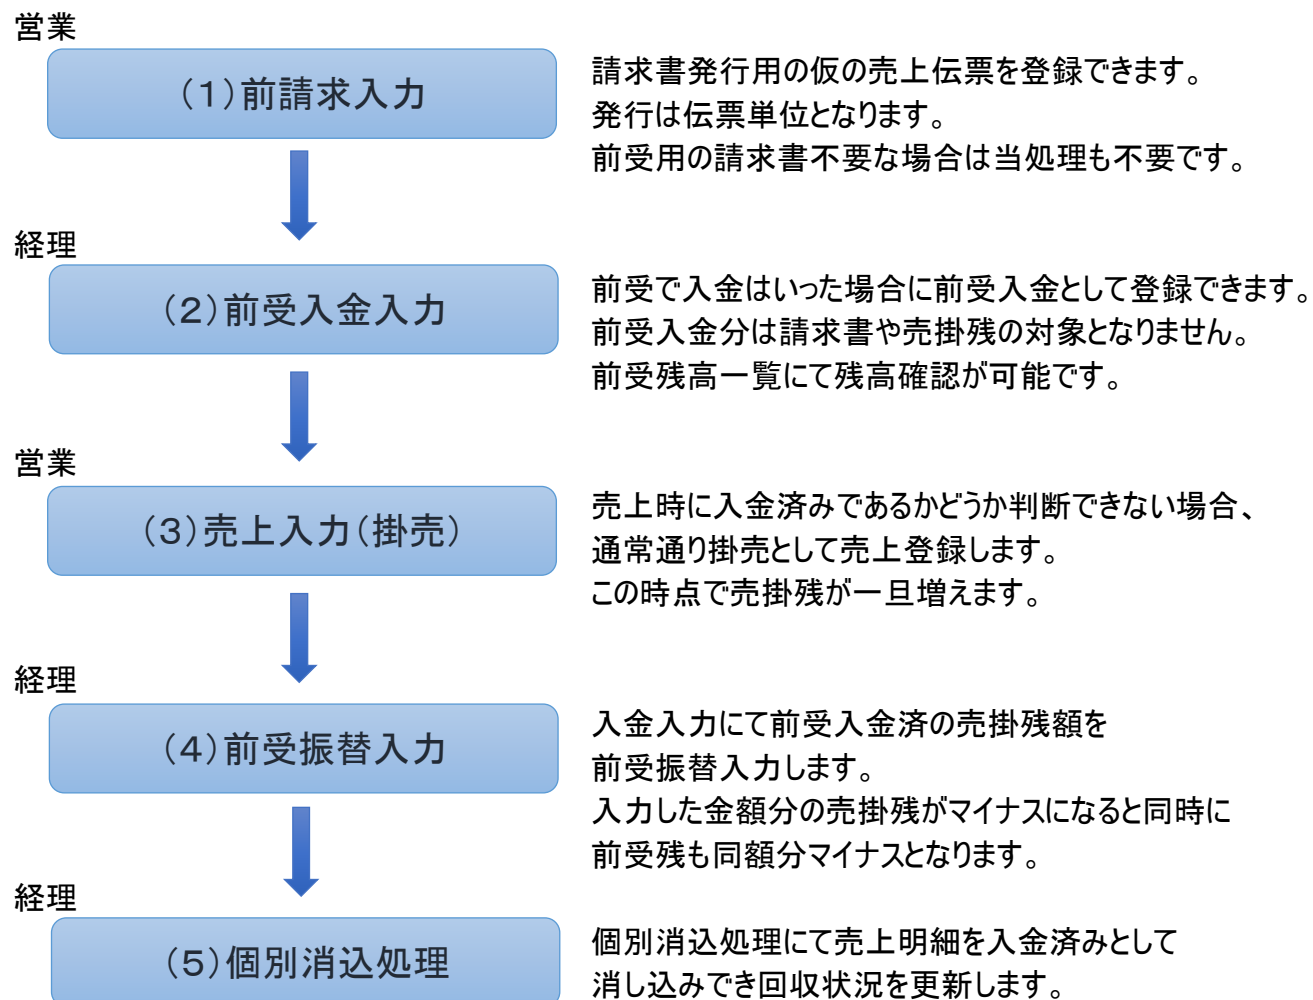 営業
（１）前請求入力
請求書発行用の仮の売上伝票を登録できます。
発行は伝票単位となります。
前受用の請求書不要な場合は当処理も不要です。
経理
（２）前受入金入力
前受で入金はいった場合に前受入金として登録できます。
前受入金分は請求書や売掛残の対象となりません。
前受残高一覧にて残高確認が可能です。
営業
（３）売上入力（掛売）
売上時に入金済みであるかどうか判断できない場合、
通常通り掛売として売上登録します。
この時点で売掛残が一旦増えます。
経理
（４）前受振替入力
入金入力にて前受入金済の売掛残額を
前受振替入力します。
入力した金額分の売掛残がマイナスになると同時に
前受残も同額分マイナスとなります。
経理
（５）個別消込処理
個別消込処理にて売上明細を入金済みとして
消し込みでき回収状況を更新します。